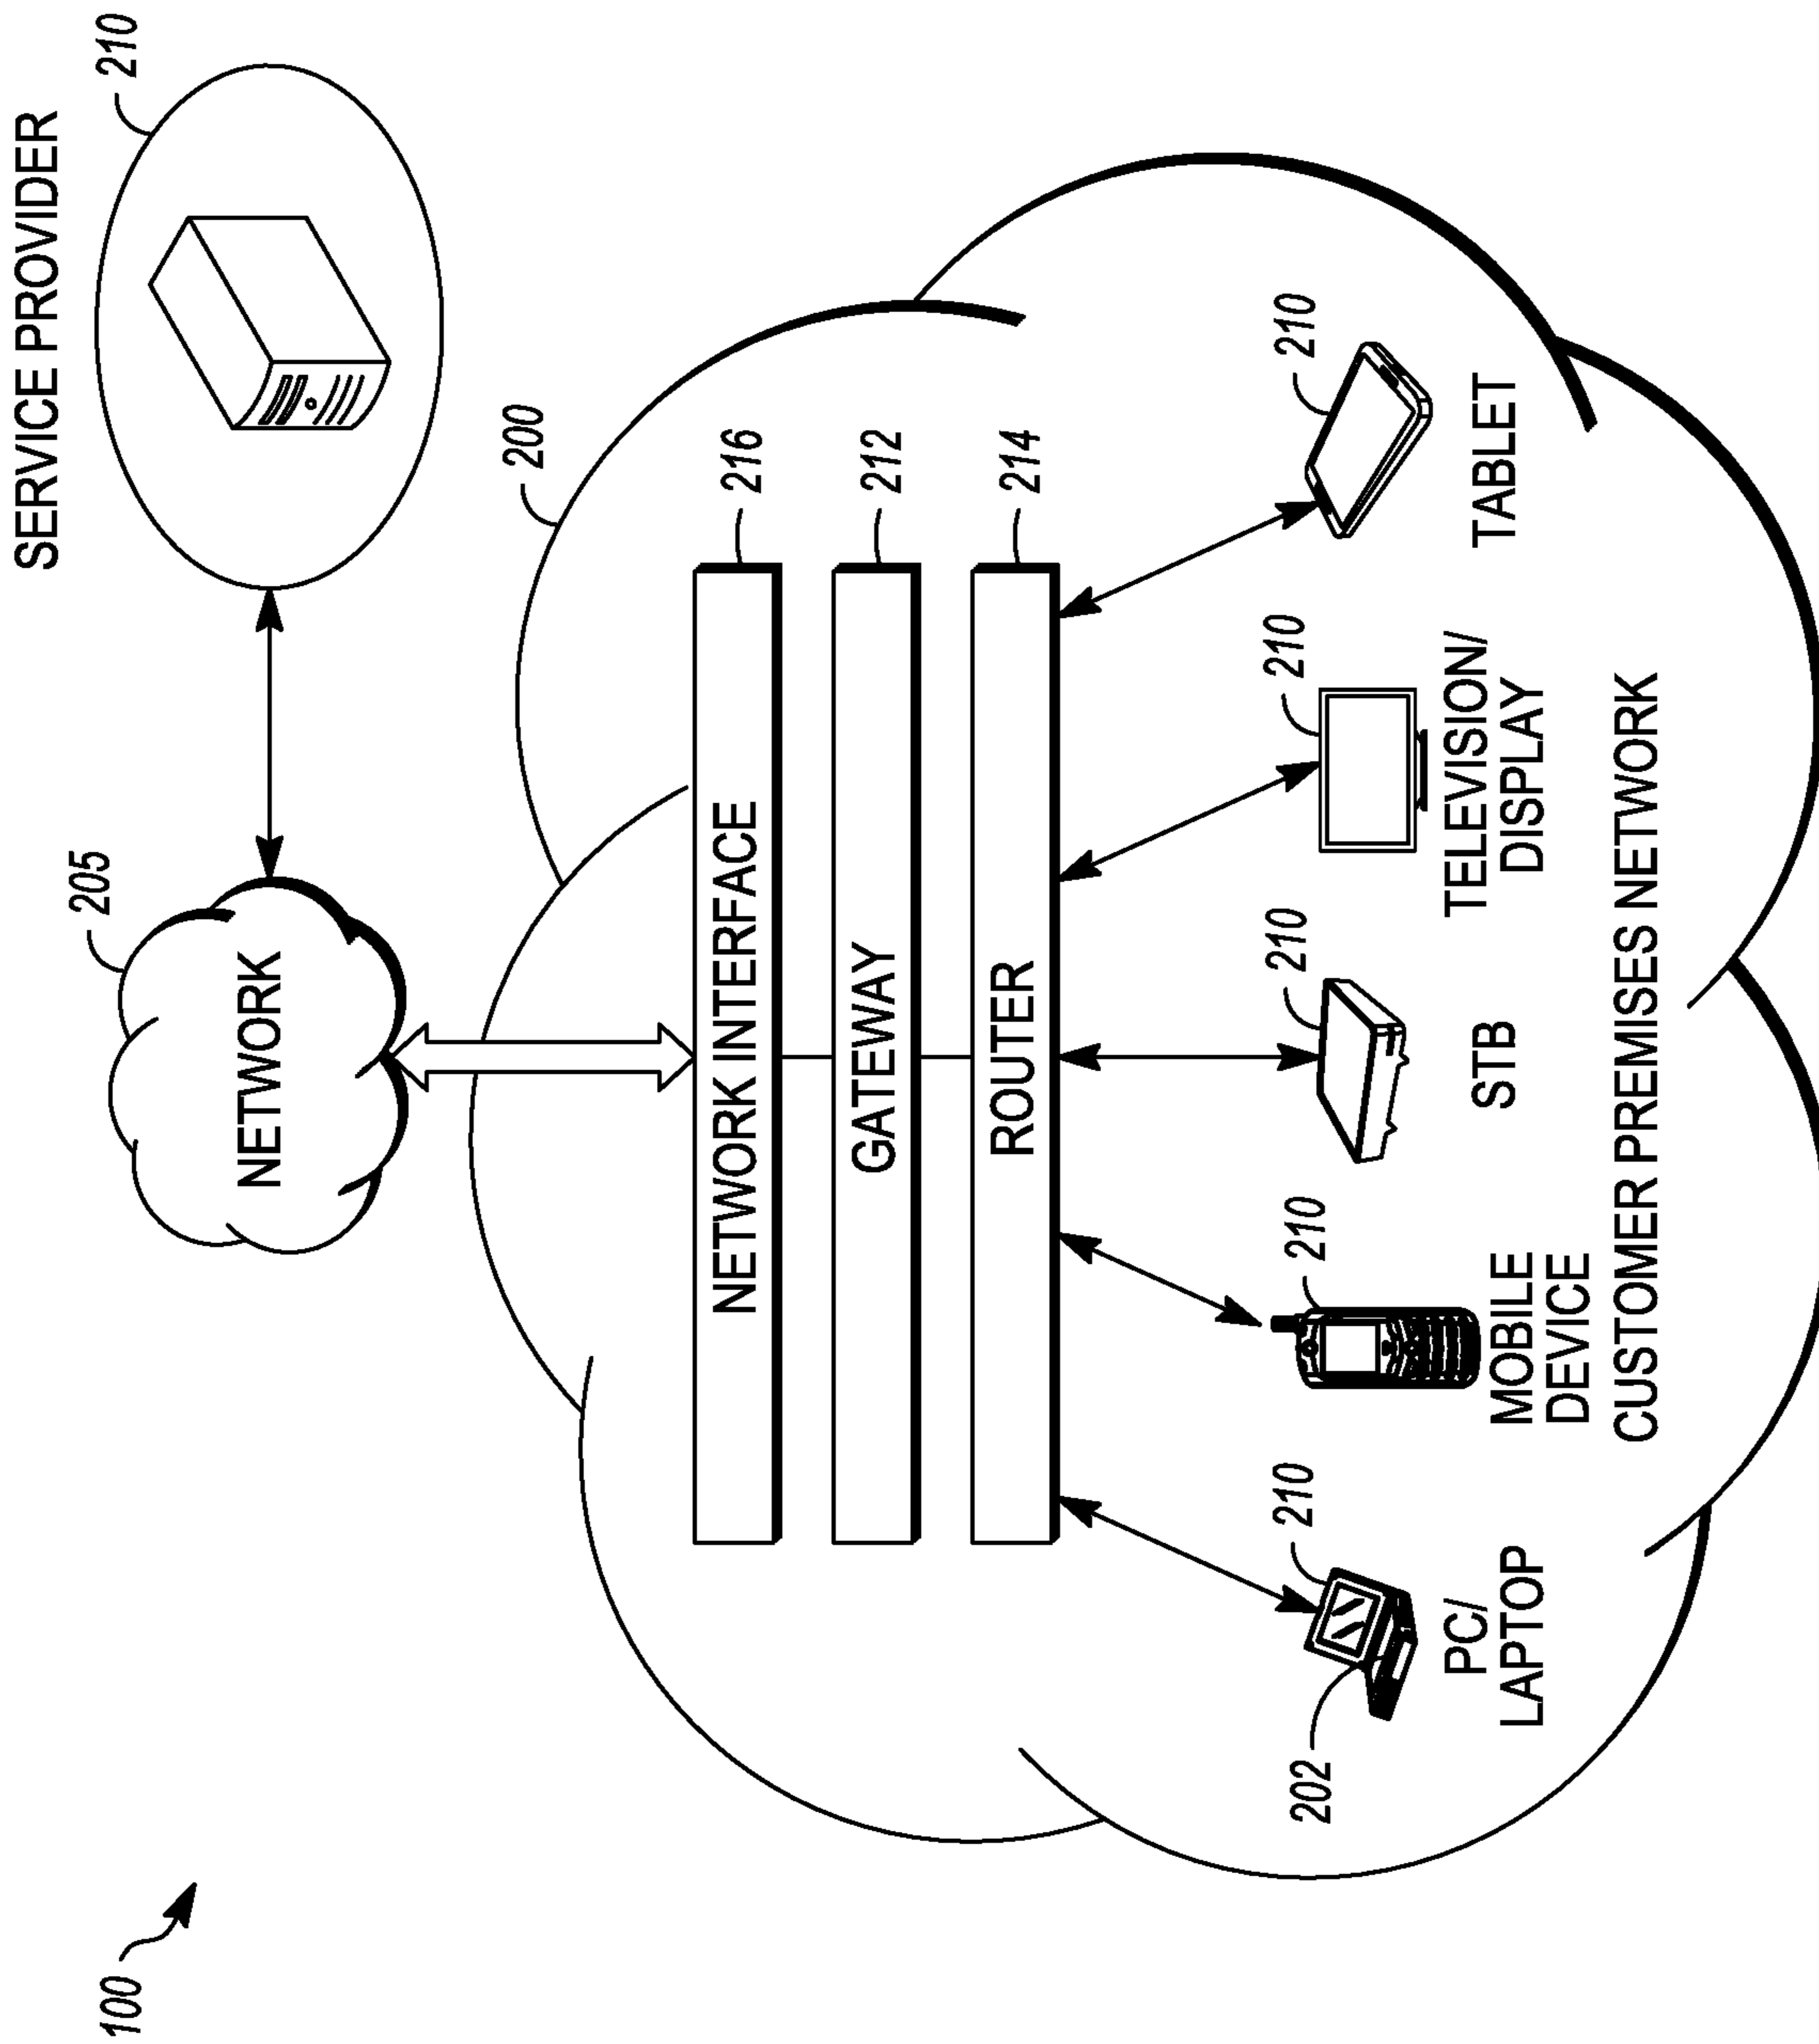 100
SERVICE PROVIDER
210
205
NETWORK
200
NETWORK INTERFACE
216
GATEWAY
212
ROUTER
214
202
210
PC/
LAPTOP
210
MOBILE
DEVICE
210
STB
210
TELEVISION/
DISPLAY
210
TABLET
CUSTOMER PREMISES NETWORK